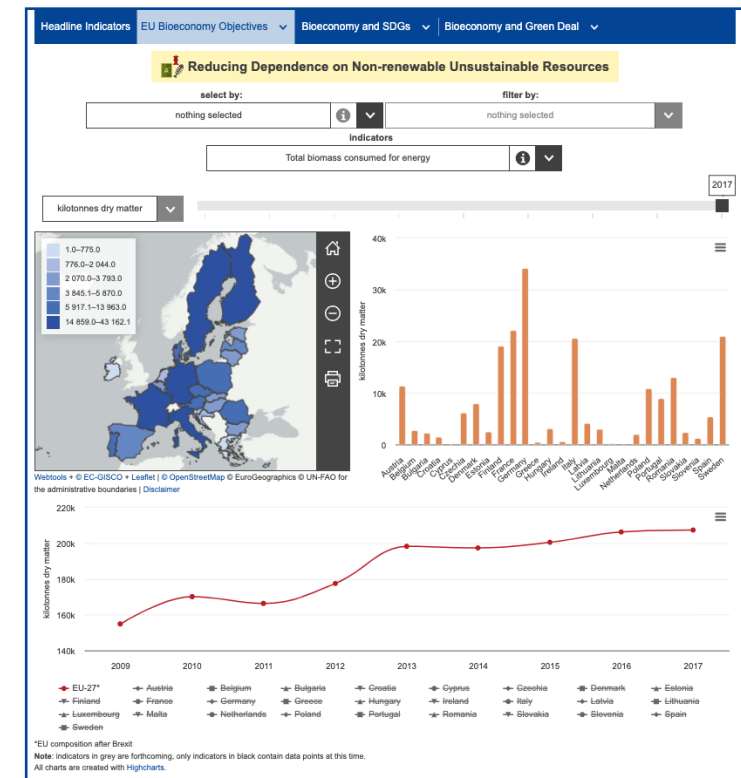 Headline Indicators EU Bioeconomy Objectives Bioeconomy and SDGs Bioeconomy and Green Deal
Reducing Dependence on Non-renewable Unsustainable Resources
select by: filter by:
nothing selected nothing selected
indicators
Total biomass consumed for energy
2017
kilotonnes dry matter
1.0–775.0
776.0–2 044.0
2 070.0–3 793.0
3 845.1–5 870.0
5 917.1–13 963.0
14 859.0–43 162.1
Webtools + © EC-GISCO + Leaflet | © OpenStreetMap © EuroGeographics © UN-FAO for
the administrative boundaries | Disclaimer
kilotonnes dry matter
40k
30k
20k
10k
0
Austria Belgium Bulgaria Croatia Cyprus Czechia Denmark Estonia Finland France Germany Greece Hungary Ireland Italy Latvia Lithuania Luxembourg Malta Netherlands Poland Portugal Romania Slovakia Slovenia Spain Sweden
kilotonnes dry matter
220k
200k
180k
160k
140k
2009 2010 2011 2012 2013 2014 2015 2016 2017
EU-27* Austria Belgium Bulgaria Croatia Cyprus Czechia Denmark Estonia
Finland France Germany Greece Hungary Ireland Italy Latvia Lithuania
Luxembourg Malta Netherlands Poland Portugal Romania Slovakia Slovenia Spain
Sweden
*EU composition after Brexit
Note: indicators in grey are forthcoming, only indicators in black contain data points at this time.
All charts are created with Highcharts.